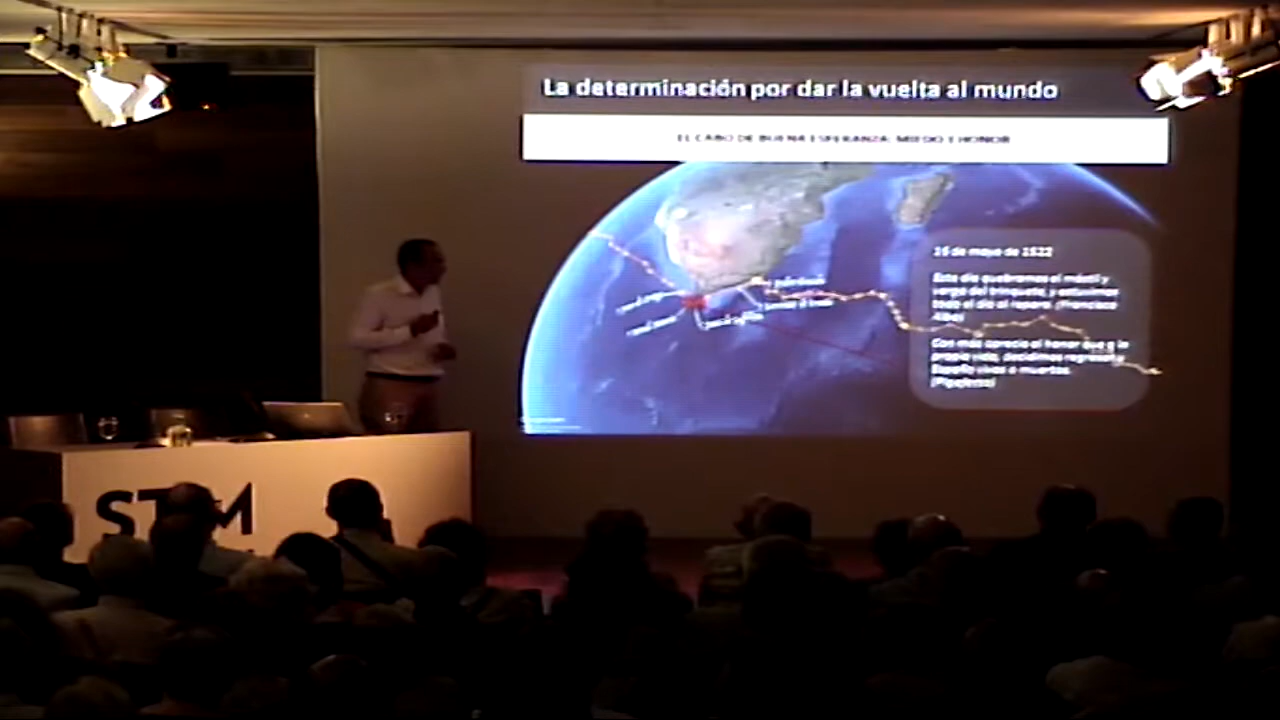 La determinación por dar la vuelta al mundo
EL CABO DE BUENA ESPERANZA: MIEDO Y HONOR
16 de mayo de 1522
Este día quebramos el mástil y
verga del trinquete, y estuvimos
todo el día al reparo. (Francisco
Albo)
Con más aprecio al honor que a la
propia vida, decidimos regresar a
España vivos o muertos.
(Pigafetta)